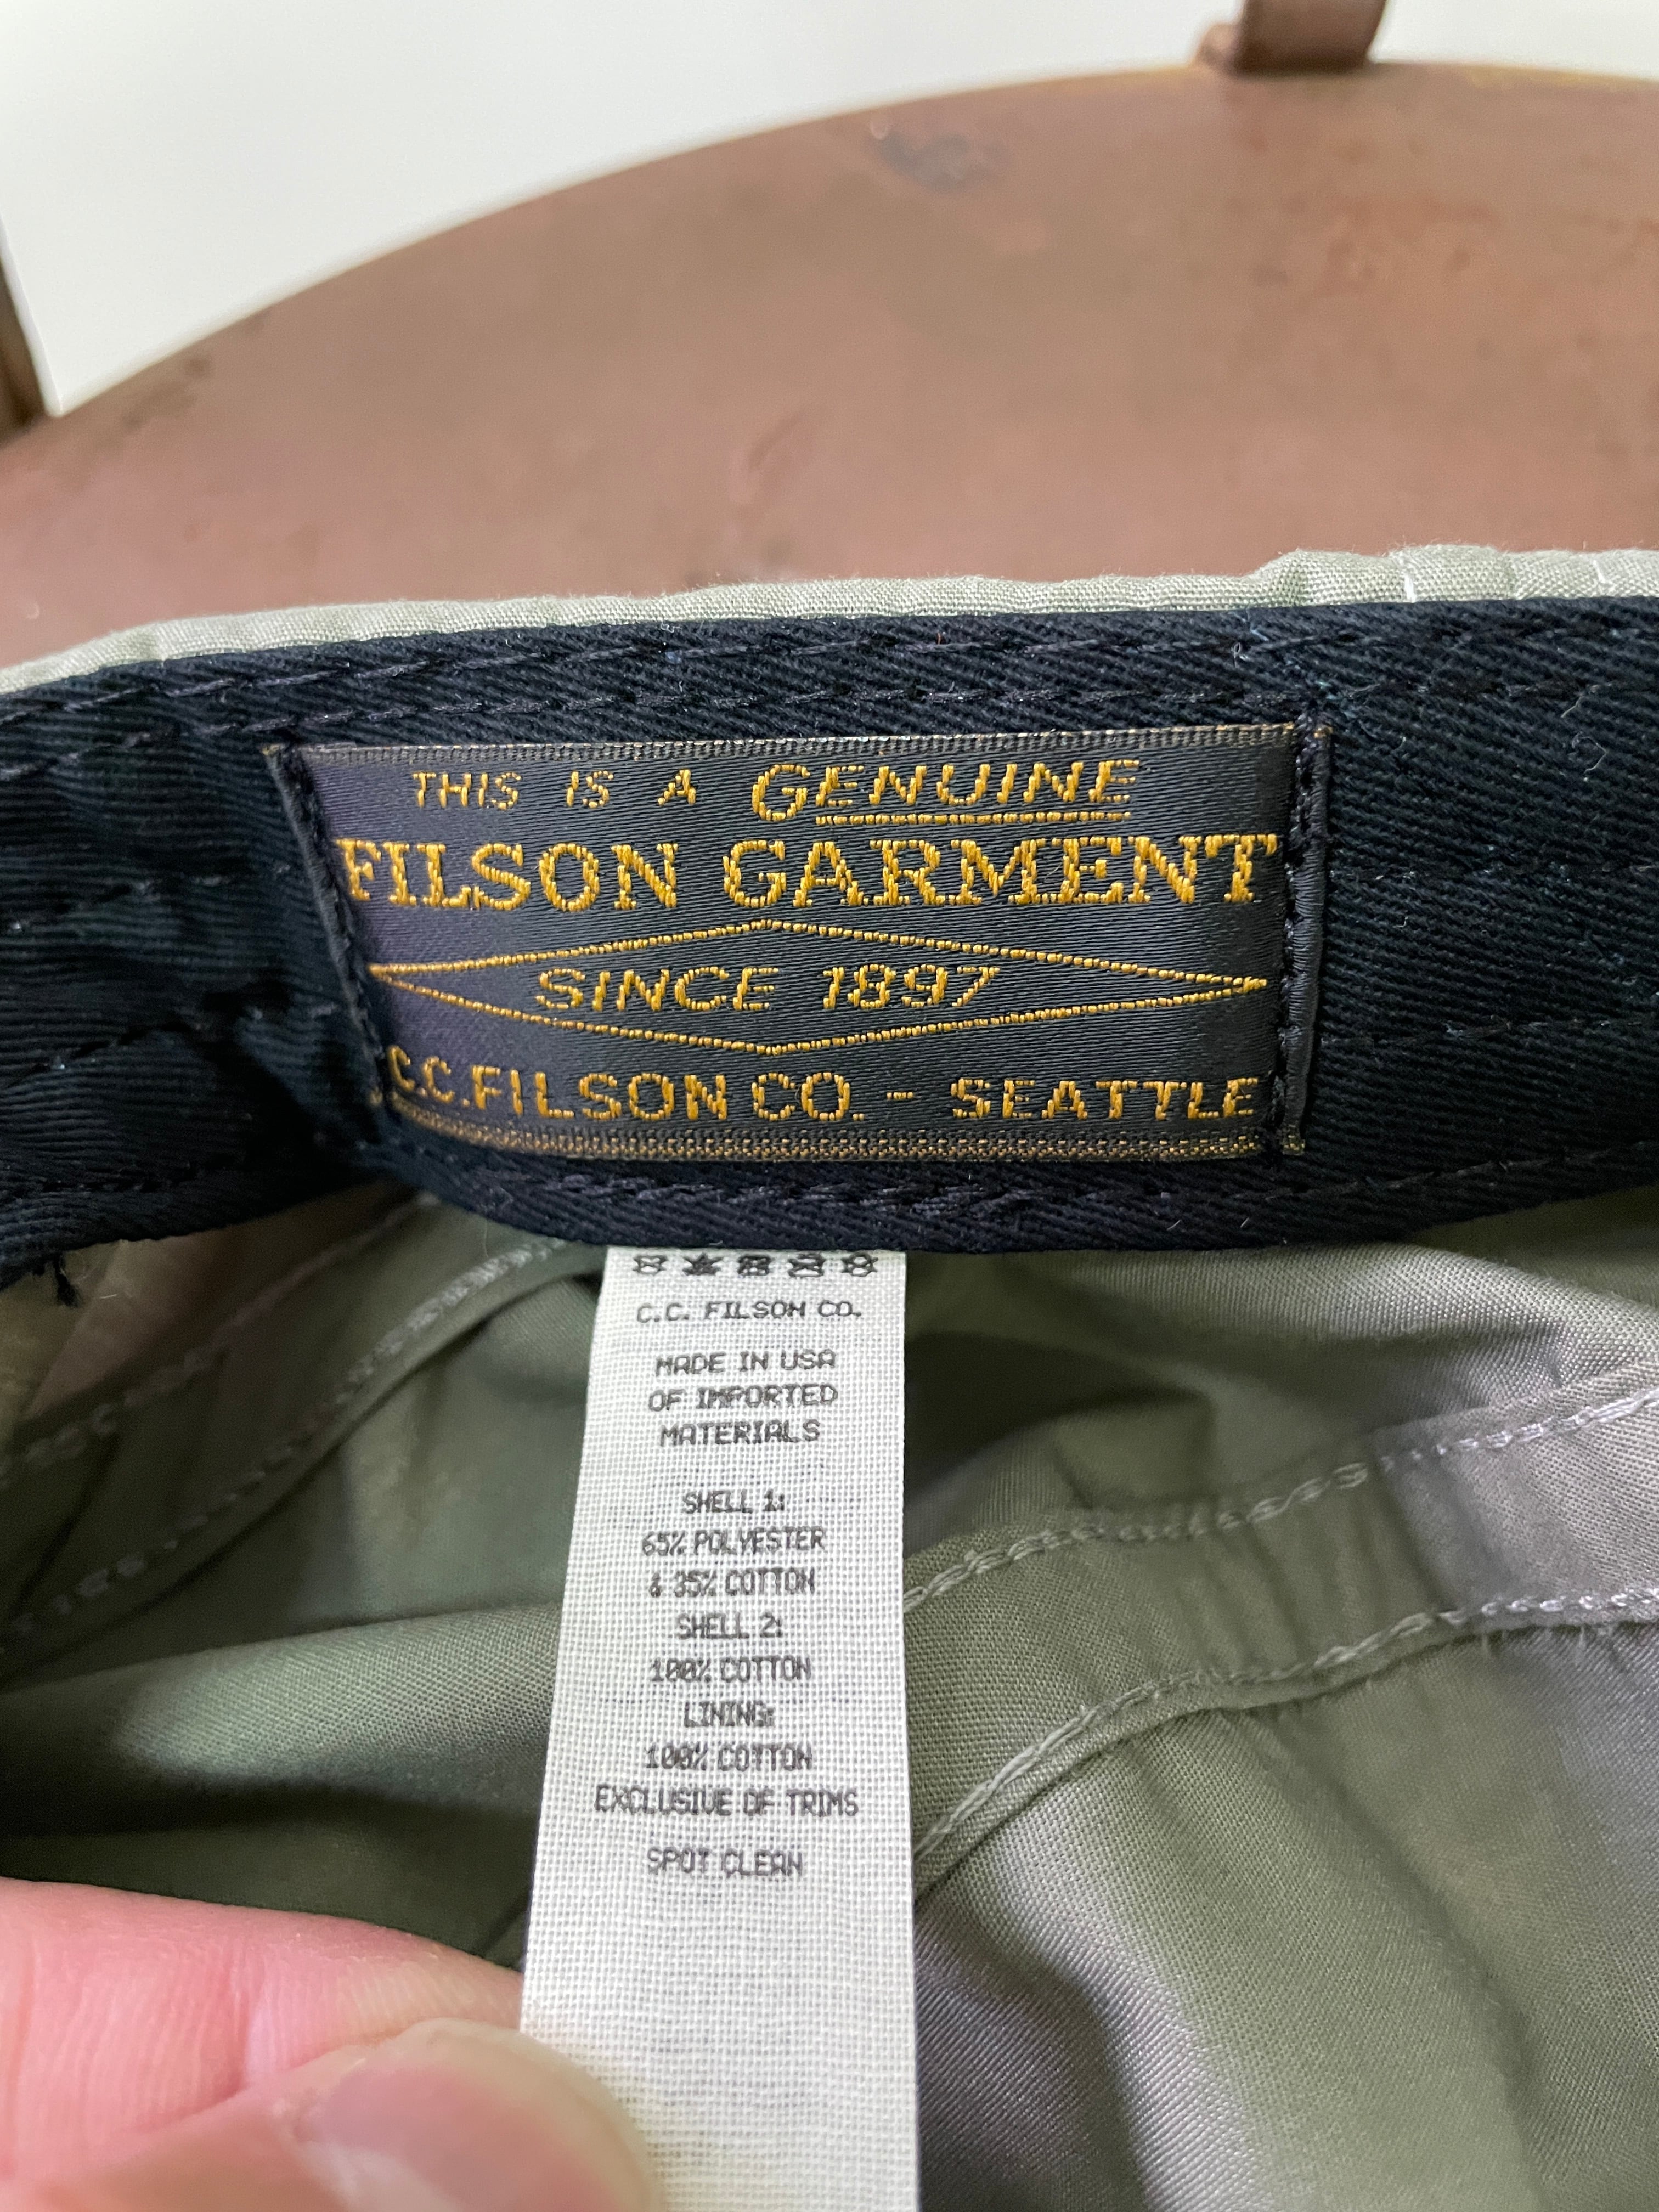 THIS IS A GENUINE
FILSON GARMENT
SINCE 1897
C.C.FILSON CO. - SEATTLE
C.C. FILSON CO.
MADE IN USA
OF IMPORTED
MATERIALS
SHELL 1:
65% POLYESTER
& 35% COTTON
SHELL 2:
100% COTTON
LINING:
100% COTTON
EXCLUSIVE OF TRIMS
SPOT CLEAN